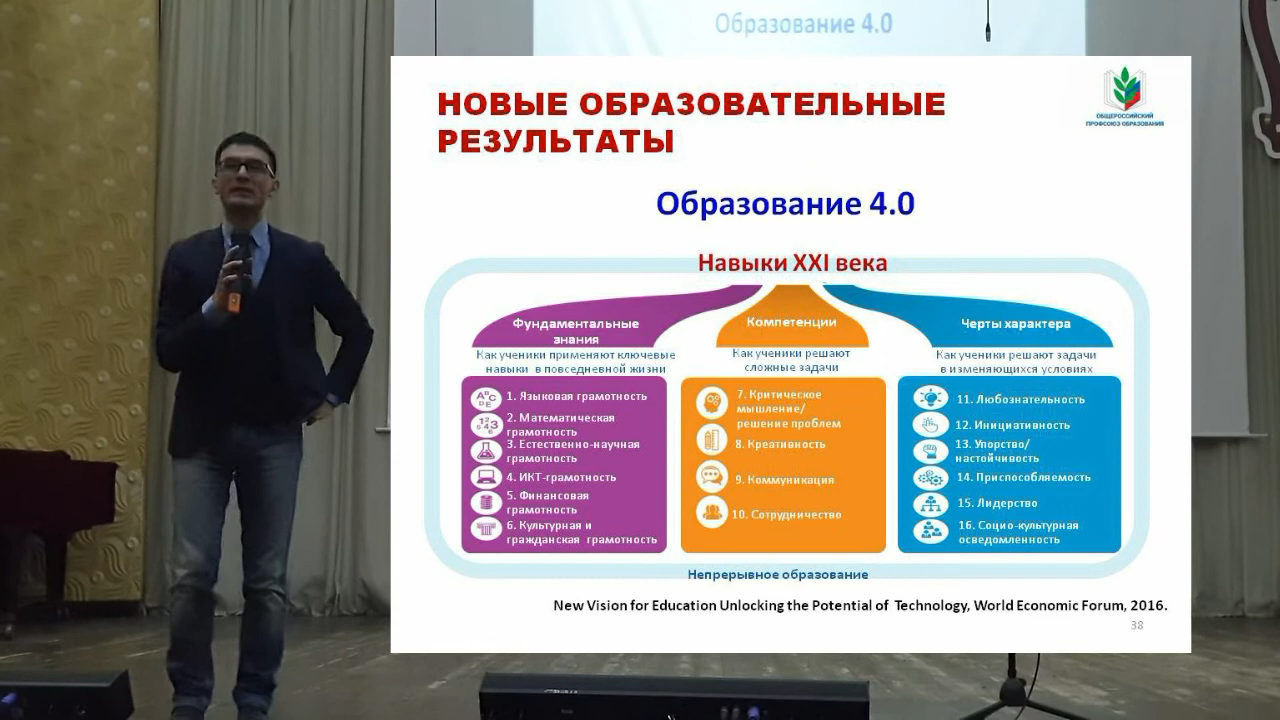 Образование 4.0
НОВЫЕ ОБРАЗОВАТЕЛЬНЫЕ
РЕЗУЛЬТАТЫ
ОБЩЕРОССИЙСКИЙ
ПРОФСОЮЗ ОБРАЗОВАНИЯ
Образование 4.0
Навыки XXI века
Фундаментальные
знания
Как ученики применяют ключевые
навыки в повседневной жизни
ABCDE
1. Языковая грамотность
2. Математическая
грамотность
3. Естественно-научная
грамотность
4. ИКТ-грамотность
5. Финансовая
грамотность
6. Культурная и
гражданская грамотность
Компетенции
Как ученики решают
сложные задачи
7. Критическое
мышление/
решение проблем
8. Креативность
9. Коммуникация
10. Сотрудничество
Черты характера
Как ученики решают задачи
в изменяющихся условиях
11. Любознательность
12. Инициативность
13. Упорство/
настойчивость
14. Приспособляемость
15. Лидерство
16. Социо-культурная
осведомленность
Непрерывное образование
New Vision for Education Unlocking the Potential of Technology, World Economic Forum, 2016.
38